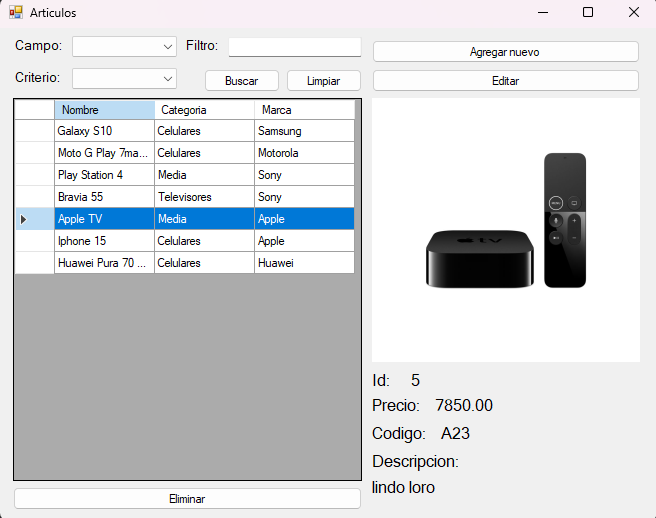 Articulos
Campo: Filtro: Agregar nuevo
Criterio: Buscar Limpiar Editar
Nombre Categoria Marca
Galaxy S10 Celulares Samsung
Moto G Play 7ma... Celulares Motorola
Play Station 4 Media Sony
Bravia 55 Televisores Sony
Apple TV Media Apple
Iphone 15 Celulares Apple
Huawei Pura 70 ... Celulares Huawei
tv
MENU
Id: 5
Precio: 7850.00
Codigo: A23
Descripcion:
lindo loro
Eliminar